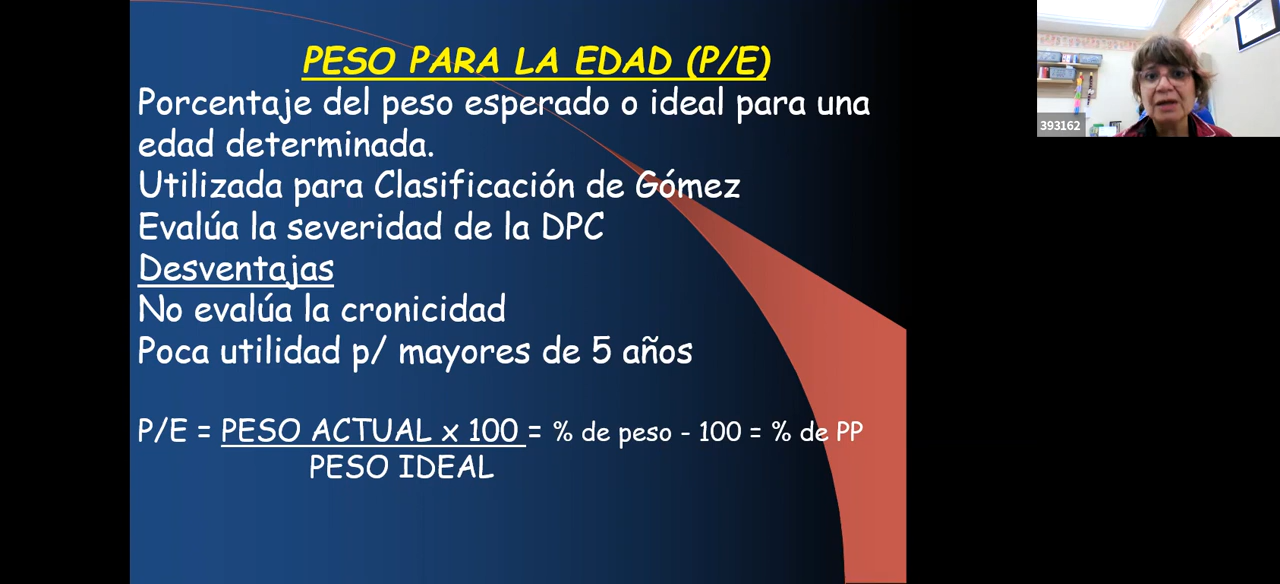 PESO PARA LA EDAD (P/E)
Porcentaje del peso esperado o ideal para una
edad determinada.
Utilizada para Clasificación de Gómez
Evalúa la severidad de la DPC
Desventajas
No evalúa la cronicidad
Poca utilidad p/ mayores de 5 años
P/E = PESO ACTUAL x 100 = % de peso - 100 = % de PP
PESO IDEAL
393162